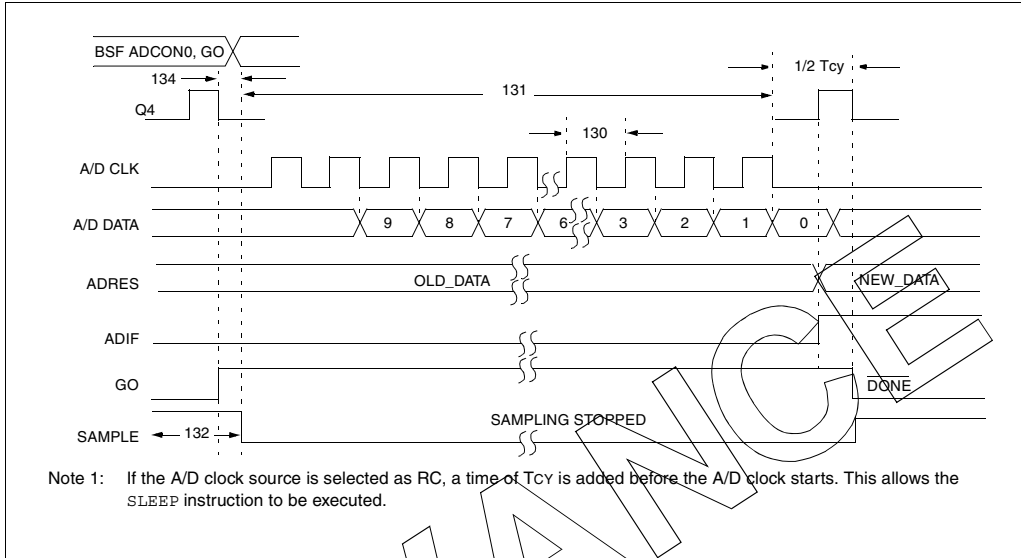 BSF ADCON0, GO
134
131
1/2 Tcy
Q4
130
A/D CLK
A/D DATA 9 8 7 6 3 2 1 0
ADRES OLD_DATA NEW_DATA
ADIF
GO DONE
SAMPLE 132 SAMPLING STOPPED
Note 1: If the A/D clock source is selected as RC, a time of TCY is added before the A/D clock starts. This allows the
SLEEP instruction to be executed.